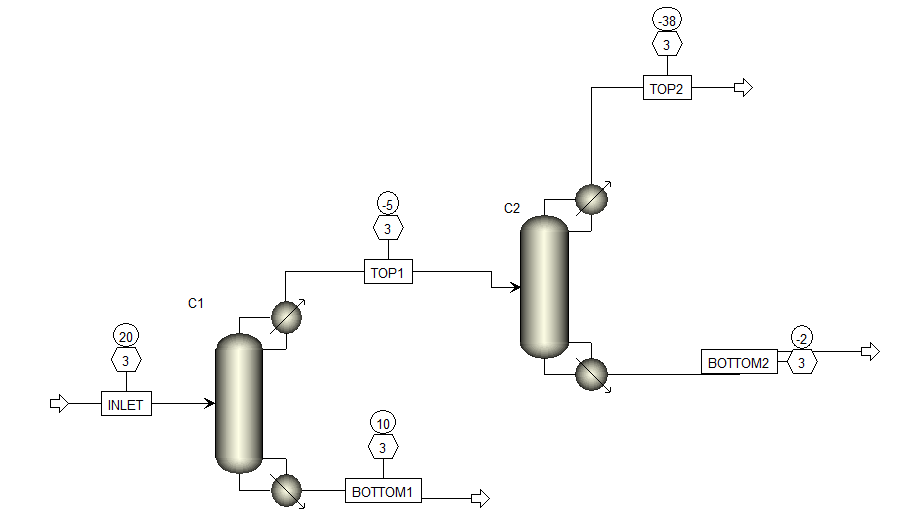 -38
3
TOP2
-5
3
C2
TOP1
C1
20
3
-2
3
BOTTOM2
INLET
10
3
BOTTOM1